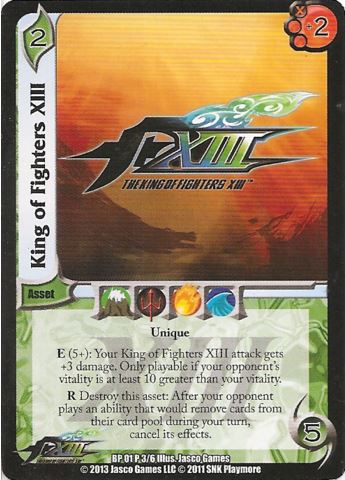 2
+2
King of Fighters XIII
XIII
THE KING OF FIGHTERS XIII™
Asset
Unique
E (5+): Your King of Fighters XIII attack gets
+3 damage. Only playable if your opponent's
vitality is at least 10 greater than your vitality.
R Destroy this asset: After your opponent
plays an ability that would remove cards from
their card pool during your turn,
cancel its effects.
XIII
5
BP 01 P 3/6 Illus. Jasco Games
© 2013 Jasco Games LLC © 2011 SNK Playmore